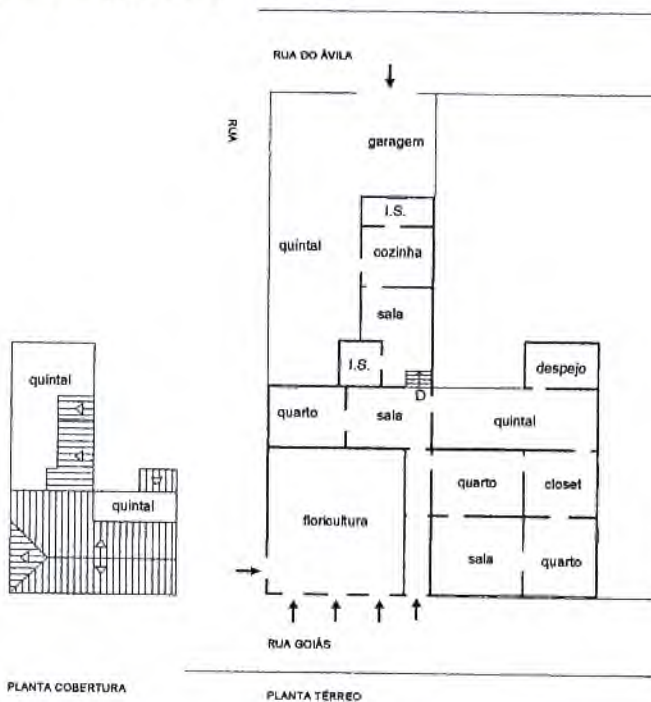 RUA DO ÁVILA
RUA
garagem
I.S.
cozinha
quintal
sala
I.S.
despejo
quintal
D
quarto
sala
quintal
quintal
quarto
closet
floricultura
sala
quarto
RUA GOIÁS
PLANTA COBERTURA
PLANTA TÉRREO